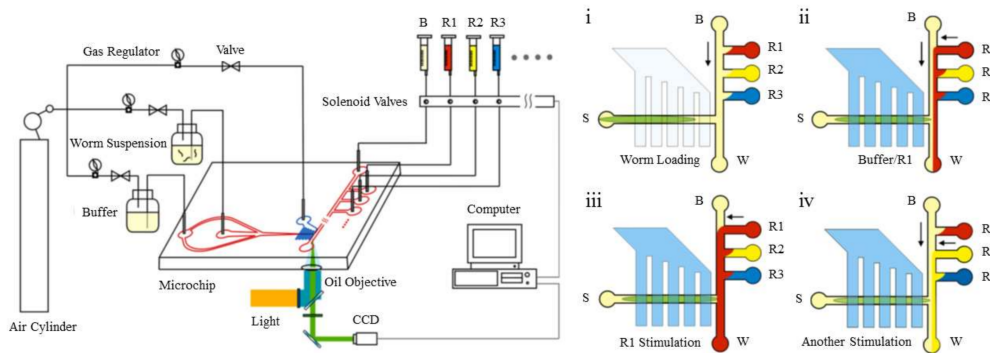 B R1 R2 R3
Gas Regulator Valve
Solenoid Valves
Worm Suspension
Buffer
Computer
Microchip
Oil Objective
Light
CCD
Air Cylinder
i
B
R1
R2
R3
S
Worm Loading
W
ii
B
R
R
R
S
Buffer/R1
W
iii
B
R1
R2
R3
S
R1 Stimulation
W
iv
B
R
R
R
S
Another Stimulation
W